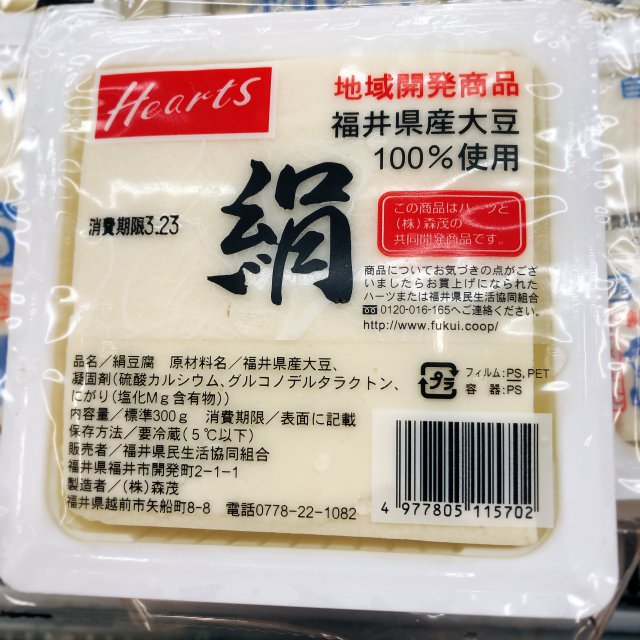 Hearts
地域開発商品
福井県産大豆
100%使用
消費期限3.23
絹
この商品はハーツと
(株)森茂の
共同開発商品です。
商品についてお気づきの点がござ
いましたらお買上げになられた
ハーツまたは福井県民生活協同組合
0120-016-165へご連絡ください。
http://www.fukui.coop/
品名/絹豆腐 原材料名/福井県産大豆、
凝固剤(硫酸カルシウム、グルコノデルタラクトン、
にがり(塩化Mg含有物))
内容量/標準300g 消費期限/表面に記載
保存方法/要冷蔵(5℃以下)
販売者/福井県民生活協同組合
福井県福井市開発町2-1-1
製造者/(株)森茂
福井県越前市矢船町8-8 電話0778-22-1082
プラ
フィルム:PS,PET
容器:PS
4 977805 115702